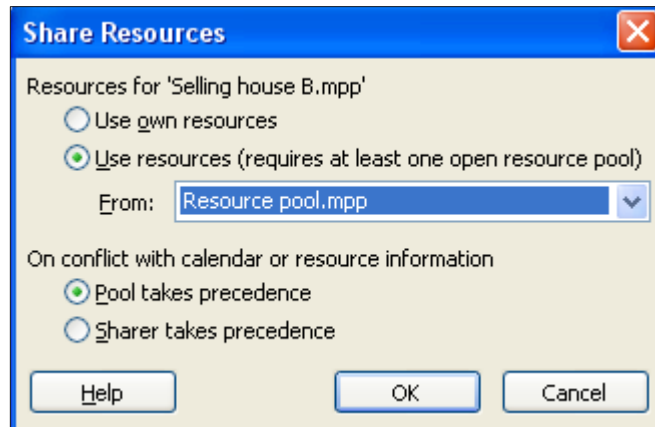 Share Resources
Resources for 'Selling house B.mpp'
Use own resources
Use resources (requires at least one open resource pool)
From: Resource pool.mpp
On conflict with calendar or resource information
Pool takes precedence
Sharer takes precedence
Help OK Cancel